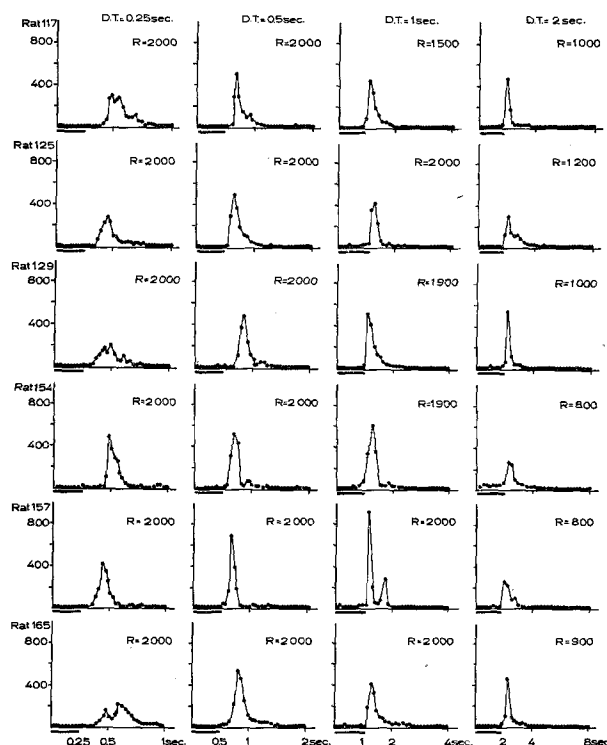 D.T.=0.25sec. D.T.=0.5sec. D.T.=1sec. D.T.=2sec.
Rat117
800
400
R=2000 R=2000 R=1500 R=1000
Rat125
800
400
R=2000 R=2000 R=2000 R=1200
Rat129
800
400
R=2000 R=2000 R=1900 R=1000
Rat154
800
400
R=2000 R=2000 R=1900 R=800
Rat157
800
400
R=2000 R=2000 R=2000 R=800
Rat165
800
400
R=2000 R=2000 R=2000 R=900
0.25 0.5 1sec. 0.5 1 2sec. 1 2 4sec. 2 4 8sec.